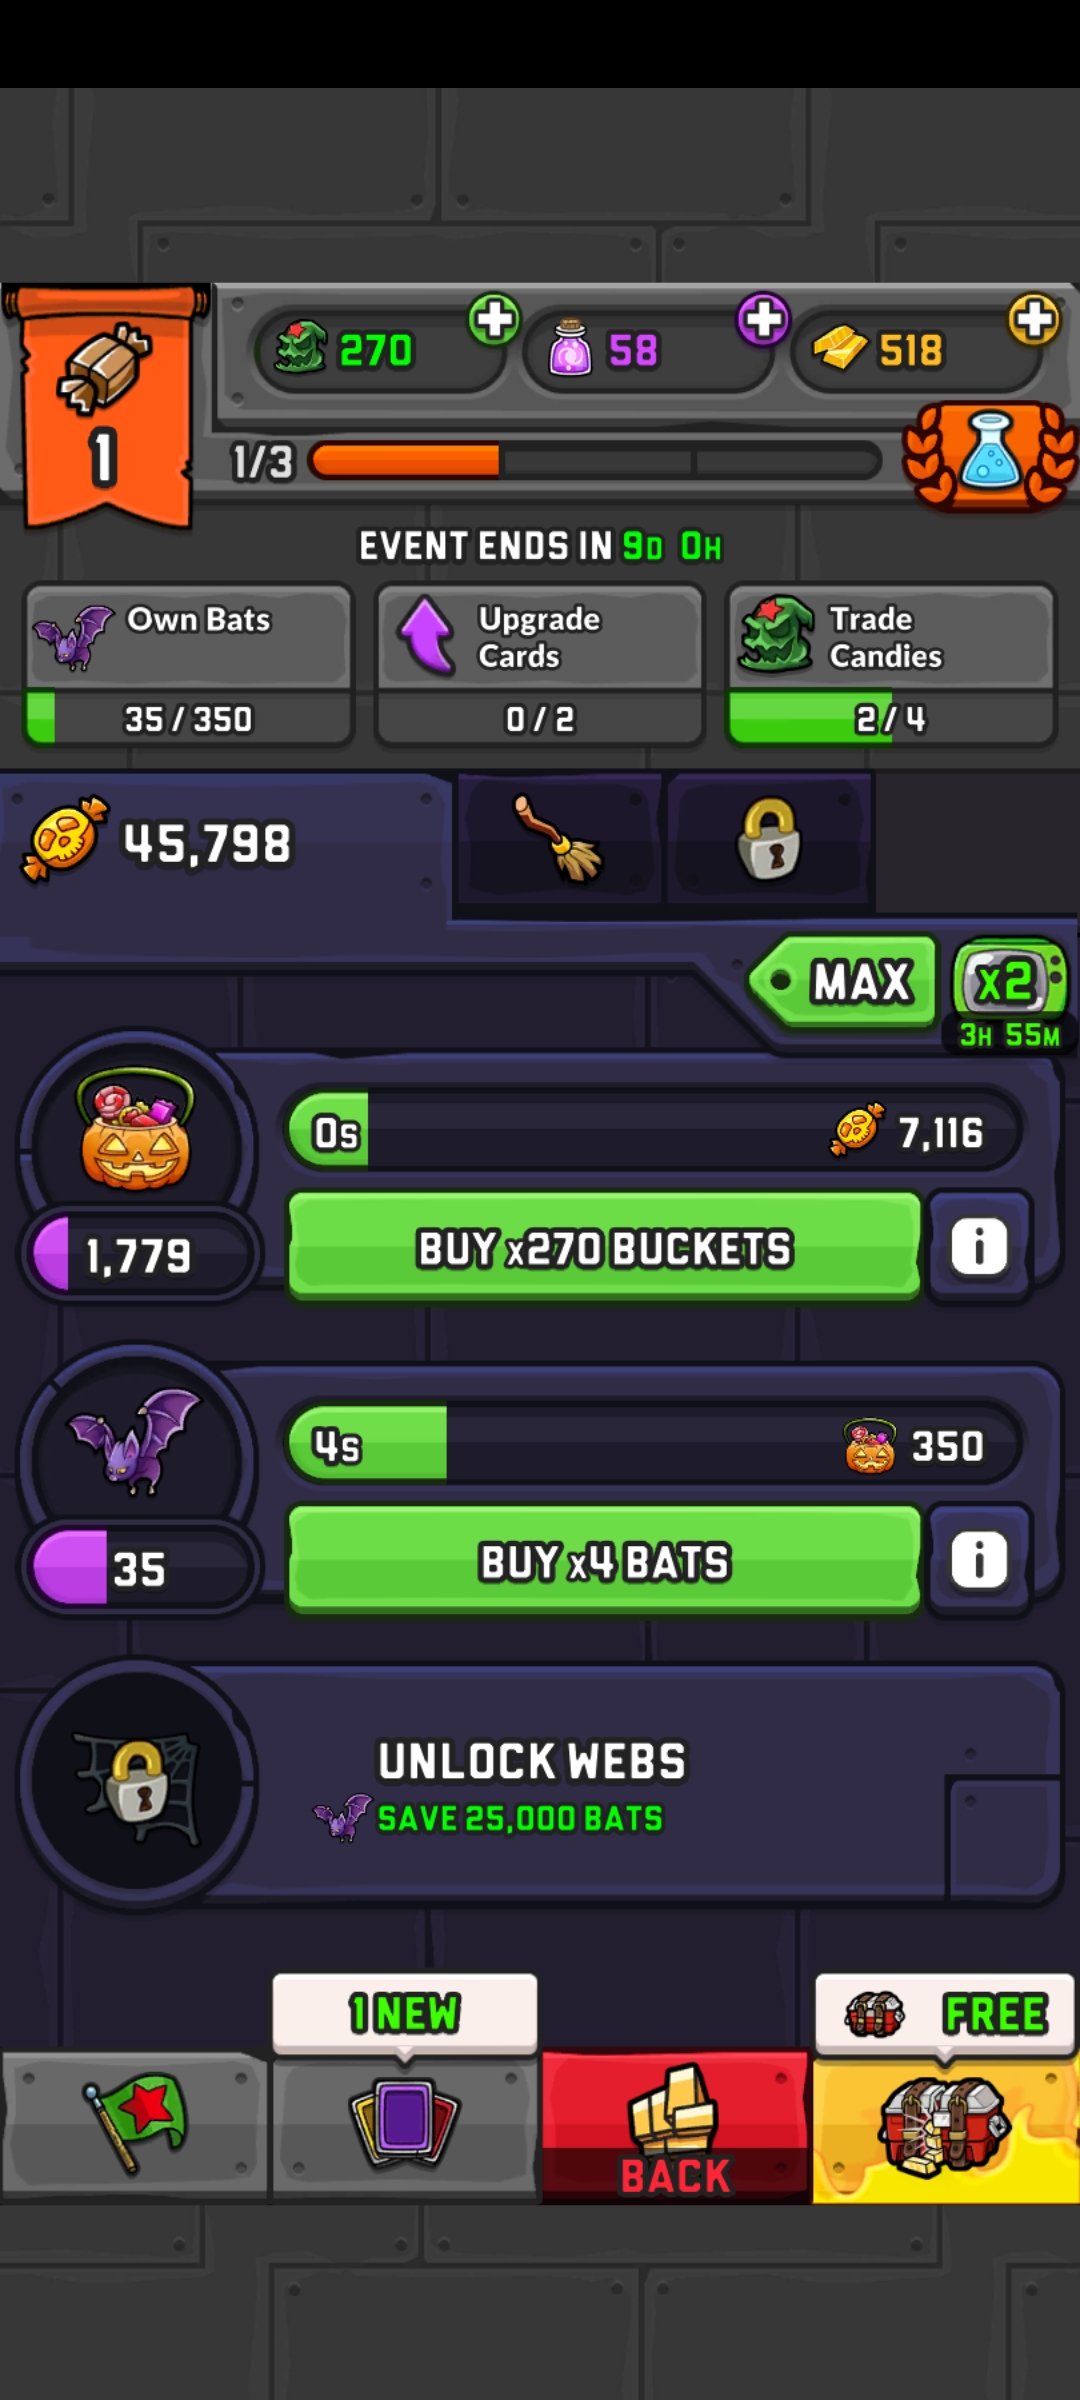 270
58
518
1
1/3
EVENT ENDS IN 9D 0H
Own Bats
35 / 350
Upgrade
Cards
0 / 2
Trade
Candies
2 / 4
45,798
MAX
x2
3H 55M
0s
7,116
1,779
BUY x270 BUCKETS
i
4s
350
35
BUY x4 BATS
i
UNLOCK WEBS
SAVE 25,000 BATS
1 NEW
FREE
BACK